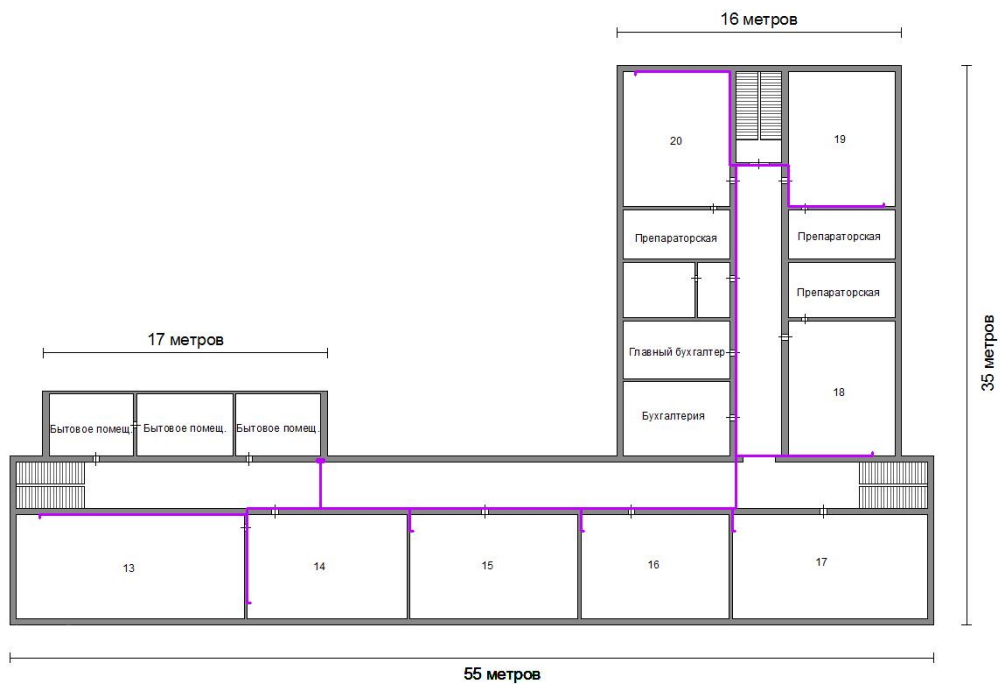 16 метров
20
19
Препараторская
Препараторская
Препараторская
17 метров
Главный бухгалтер
35 метров
18
Бухгалтерия
Бытовое помещ.
Бытовое помещ.
Бытовое помещ.
13
14
15
16
17
55 метров